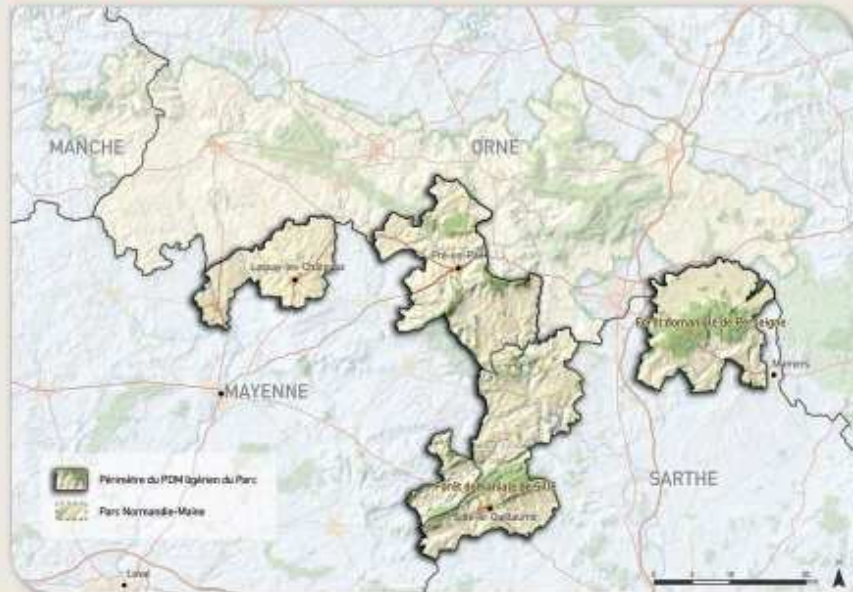 MANCHE
ORNE
Pré-en-Pail
Lassay-les-Châteaux
Forêt domaniale de Perseigne
Mamers
MAYENNE
SARTHE
Forêt domaniale de Sillé
Sillé-le-Guillaume
Périmètre du PDM ligérien du Parc
Parc Normandie-Maine
Laval